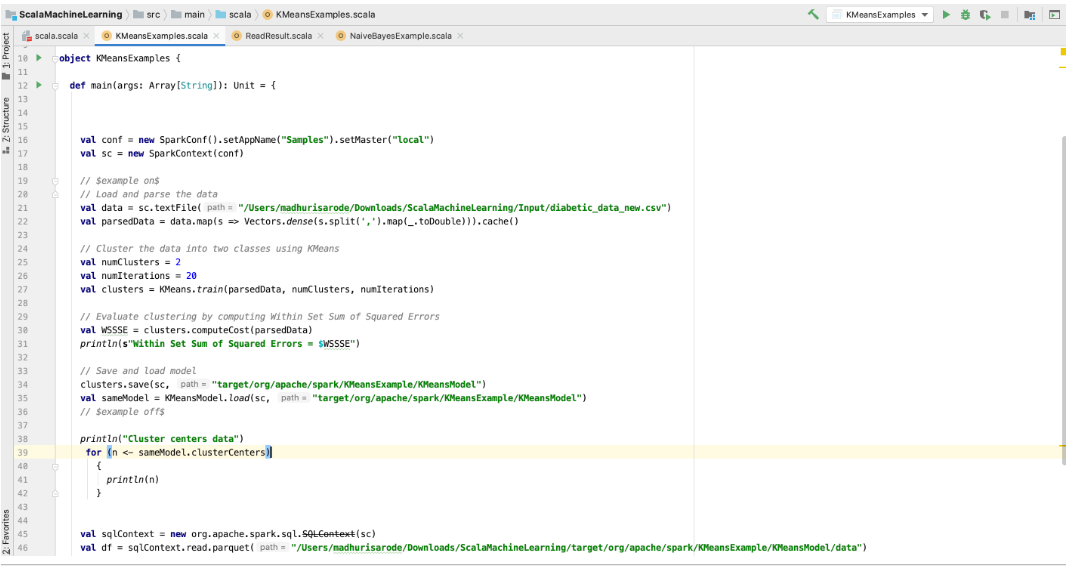 ScalaMachineLearning src main scala KMeansExamples.scala KMeansExamples
scala.scala KMeansExamples.scala ReadResult.scala NaiveBayesExample.scala
1: Project
Z: Structure
2: Favorites
10 object KMeansExamples {
11
12 def main(args: Array[String]): Unit = {
13
14
15
16 val conf = new SparkConf().setAppName("Samples").setMaster("local")
17 val sc = new SparkContext(conf)
18
19 // $example on$
20 // Load and parse the data
21 val data = sc.textFile( path = "/Users/madhurisarode/Downloads/ScalaMachineLearning/Input/diabetic_data_new.csv")
22 val parsedData = data.map(s => Vectors.dense(s.split(',').map(_.toDouble))).cache()
23
24 // Cluster the data into two classes using KMeans
25 val numClusters = 2
26 val numIterations = 20
27 val clusters = KMeans.train(parsedData, numClusters, numIterations)
28
29 // Evaluate clustering by computing Within Set Sum of Squared Errors
30 val WSSSE = clusters.computeCost(parsedData)
31 println(s"Within Set Sum of Squared Errors = $WSSSE")
32
33 // Save and load model
34 clusters.save(sc, path = "target/org/apache/spark/KMeansExample/KMeansModel")
35 val sameModel = KMeansModel.load(sc, path = "target/org/apache/spark/KMeansExample/KMeansModel")
36 // $example off$
37
38 println("Cluster centers data")
39 for (n <- sameModel.clusterCenters)
40 {
41 println(n)
42 }
43
44
45 val sqlContext = new org.apache.spark.sql.SQLContext(sc)
46 val df = sqlContext.read.parquet( path = "/Users/madhurisarode/Downloads/ScalaMachineLearning/target/org/apache/spark/KMeansExample/KMeansModel/data")